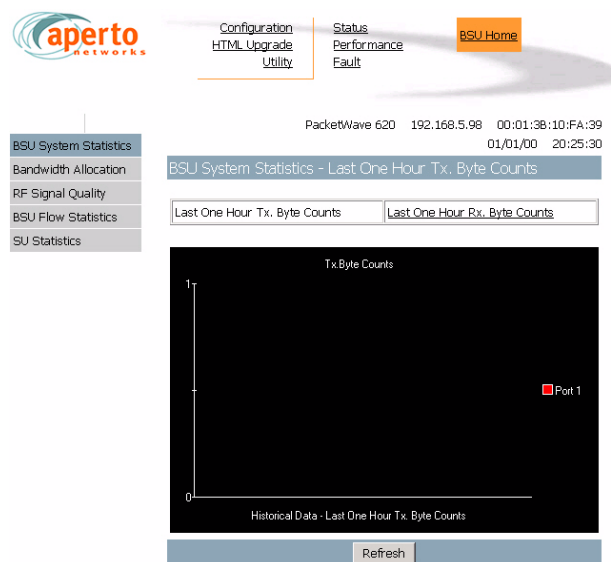 aperto
networks
Configuration
HTML Upgrade
Utility
Status
Performance
Fault
BSU Home
PacketWave 620 192.168.5.98 00:01:3B:10:FA:39
01/01/00 20:25:30
BSU System Statistics
Bandwidth Allocation
RF Signal Quality
BSU Flow Statistics
SU Statistics
BSU System Statistics - Last One Hour Tx. Byte Counts
Last One Hour Tx. Byte Counts
Last One Hour Rx. Byte Counts
Tx.Byte Counts
1
Port 1
0
Historical Data - Last One Hour Tx. Byte Counts
Refresh